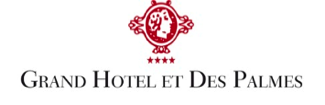 GRAND HOTEL ET DES PALMES